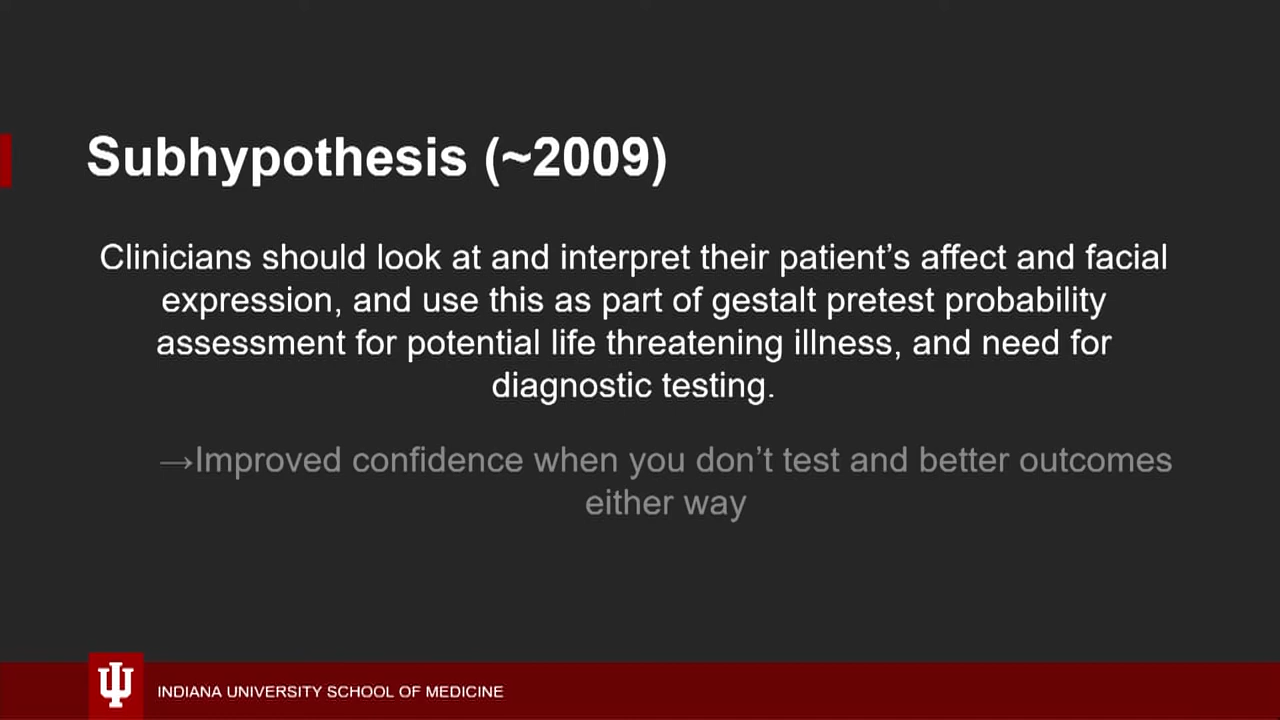 Subhypothesis (~2009)
Clinicians should look at and interpret their patient’s affect and facial
expression, and use this as part of gestalt pretest probability
assessment for potential life threatening illness, and need for
diagnostic testing.
→Improved confidence when you don’t test and better outcomes
either way
INDIANA UNIVERSITY SCHOOL OF MEDICINE